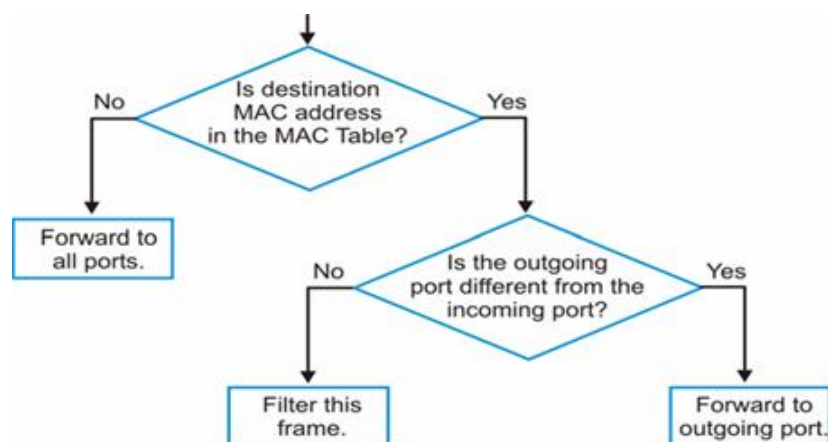 Is destination
MAC address
in the MAC Table?
No
Yes
Forward to
all ports.
Is the outgoing
port different from the
incoming port?
No
Yes
Filter this
frame.
Forward to
outgoing port.